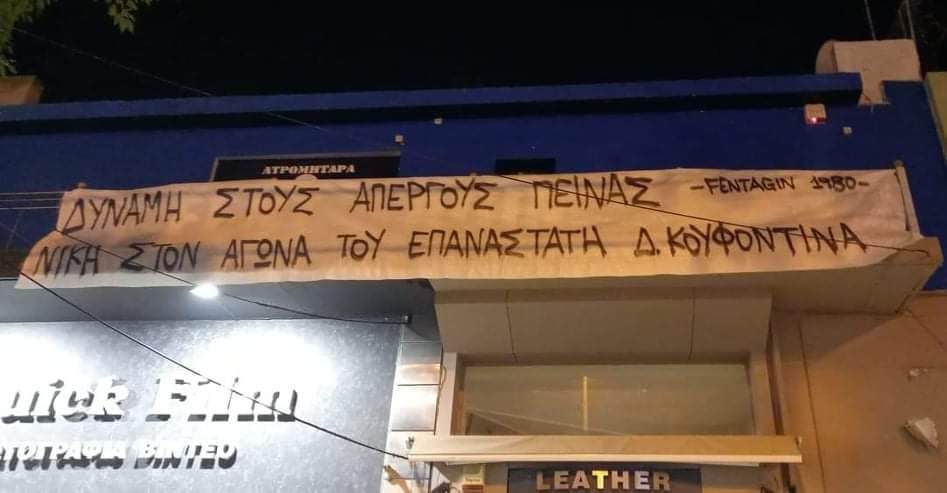 ΑΤΡΟΜΗΤΑΡΑ
ΔΥΝΑΜΗ ΣΤΟΥΣ ΑΠΕΡΓΟΥΣ ΠΕΙΝΑΣ -FENTAGIN 1980-
ΝΙΚΗ ΣΤΟΝ ΑΓΩΝΑ ΤΟΥ ΕΠΑΝΑΣΤΑΤΗ Δ.ΚΟΥΦΟΝΤΙΝΑ
Film
ΒΙΝΤΕΟ
LEATHER